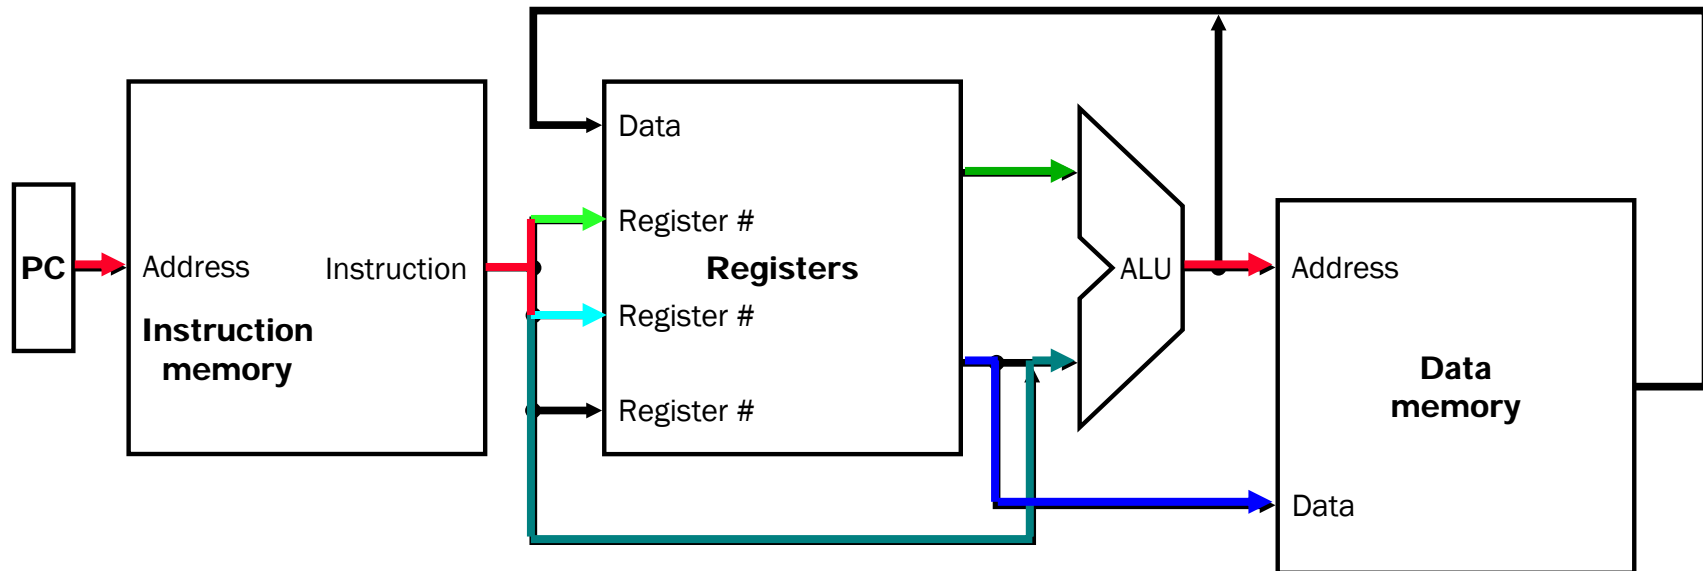 PC
Address
Instruction
Instruction
memory
Data
Register #
Registers
Register #
Register #
ALU
Address
Data
memory
Data